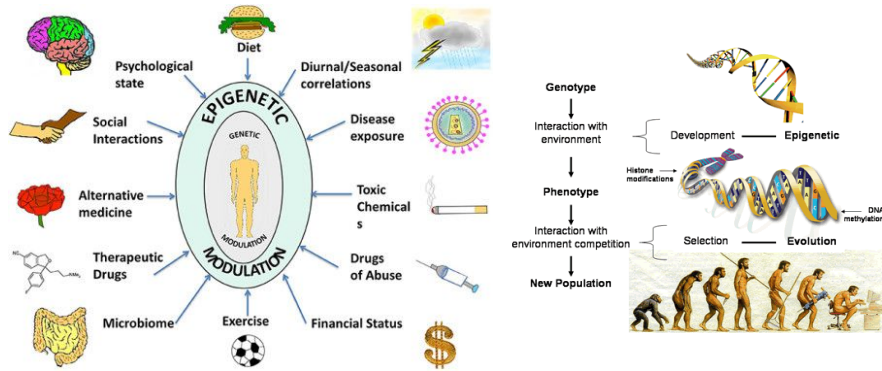 Diet
Psychological
state
Diurnal/Seasonal
correlations
EPIGENETIC
Social
Interactions
Disease
exposure
GENETIC
Alternative
medicine
Toxic
Chemical
s
MODULATION
MODULATION
Therapeutic
Drugs
Drugs
of Abuse
Microbiome
Exercise
Financial Status
$
Genotype
Interaction with
environment
Development
Epigenetic
Histone
modifications
Phenotype
DNA
methylation
Interaction with
environment competition
Selection
Evolution
New Population